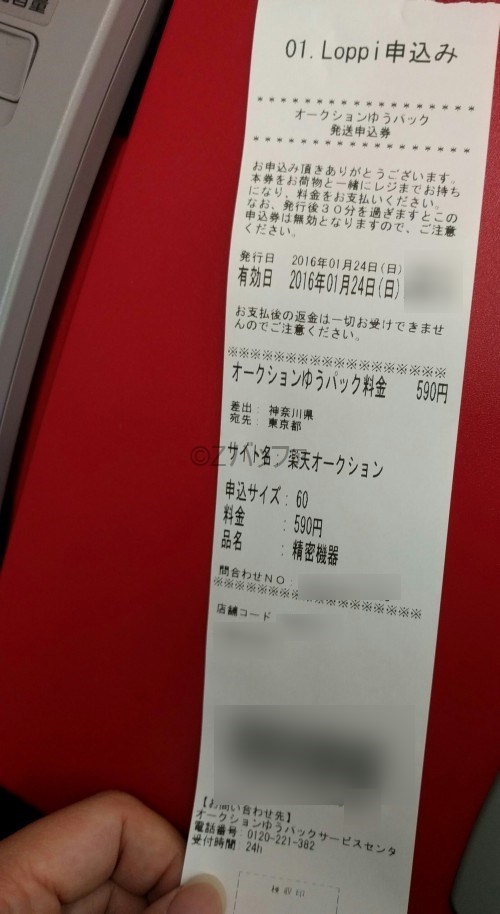 01.Loppi申込み
********************
オークションゆうパック
発送申込券
********************
お申込み頂きありがとうございます。
本券をお荷物と一緒にレジまでお持ち
になり、料金をお支払いください。
なお、発行後30分を過ぎますとこの
申込券は無効となりますので、ご注意
ください。
発行日 2016年01月24日(日)
有効日 2016年01月24日(日)
お支払後の返金は一切お受けできませ
んのでご注意ください。
※※※※※※※※※※※※※※※※※※
オークションゆうパック料金 590円
差出: 神奈川県
宛先: 東京都
サイト名: 楽天オークション
申込サイズ: 60
料金 : 590円
品名 : 精密機器
問合わせNO:
※※※※※※※※※※※※※※※※※※
店舗コード
【お問い合わせ先】
オークションゆうパックサービスセンタ
電話番号: 0120-221-382
受付時間: 24h
検収印